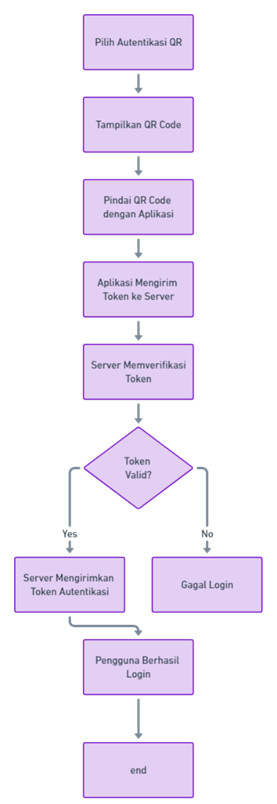 Pilih Autentikasi QR
Tampilkan QR Code
Pindai QR Code
dengan Aplikasi
Aplikasi Mengirim
Token ke Server
Server Memverifikasi
Token
Token
Valid?
Yes
No
Server Mengirimkan
Token Autentikasi
Gagal Login
Pengguna Berhasil
Login
end